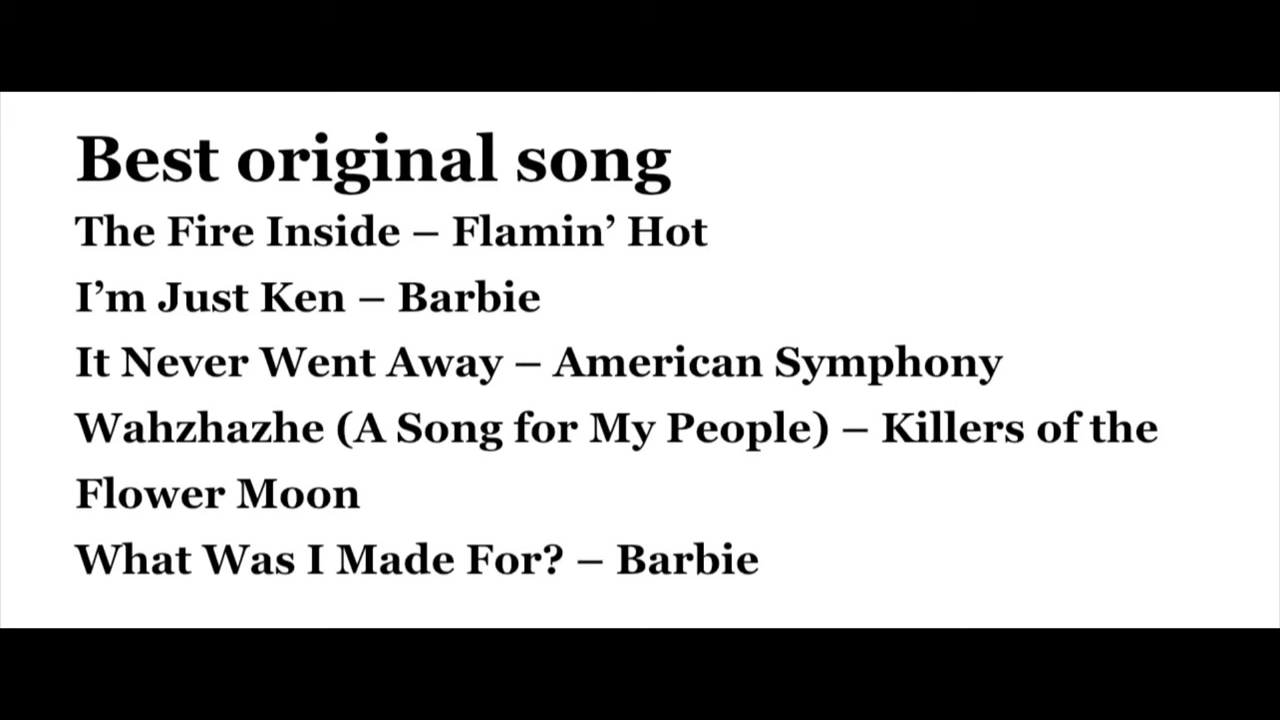 Best original song
The Fire Inside – Flamin’ Hot
I’m Just Ken – Barbie
It Never Went Away – American Symphony
Wahzhazhe (A Song for My People) – Killers of the
Flower Moon
What Was I Made For? – Barbie